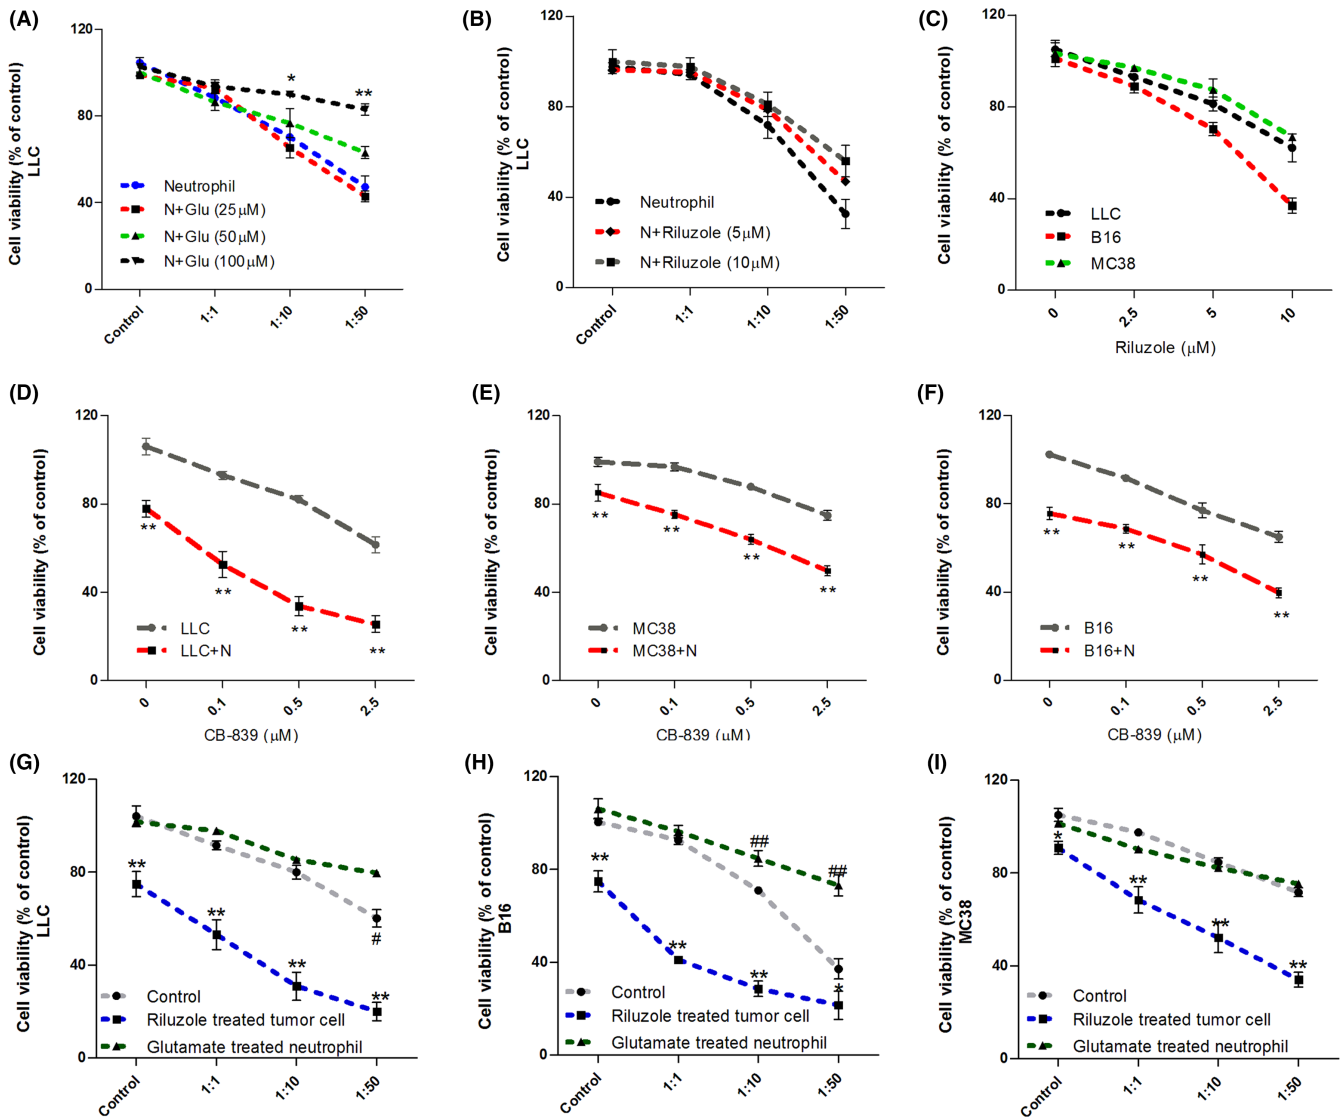 (A)
120
80
40
0
Cell viability (% of control)
LLC
*
**
Neutrophil
N+Glu (25μM)
N+Glu (50μM)
N+Glu (100μM)
Control
1:1
1:10
1:50
(B)
120
80
40
0
Cell viability (% of control)
LLC
Neutrophil
N+Riluzole (5μM)
N+Riluzole (10μM)
Control
1:1
1:10
1:50
(C)
120
80
40
0
Cell viability (% of control)
LLC
B16
MC38
0
2.5
5
10
Riluzole (μM)
(D)
120
80
40
0
Cell viability (% of control)
**
**
**
**
LLC
LLC+N
0
0.1
0.5
2.5
CB-839 (μM)
(E)
120
80
40
0
Cell viability (% of control)
**
**
**
**
MC38
MC38+N
0
0.1
0.5
2.5
CB-839 (μM)
(F)
120
80
40
0
Cell viability (% of control)
**
**
**
**
B16
B16+N
0
0.1
0.5
2.5
CB-839 (μM)
(G)
120
80
40
0
Cell viability (% of control)
LLC
**
**
**
**
#
Control
Riluzole treated tumor cell
Glutamate treated neutrophil
Control
1:1
1:10
1:50
(H)
120
80
40
0
Cell viability (% of control)
B16
**
**
**
*
##
##
Control
Riluzole treated tumor cell
Glutamate treated neutrophil
Control
1:1
1:10
1:50
(I)
120
80
40
0
Cell viability (% of control)
MC38
*
**
**
**
Control
Riluzole treated tumor cell
Glutamate treated neutrophil
Control
1:1
1:10
1:50